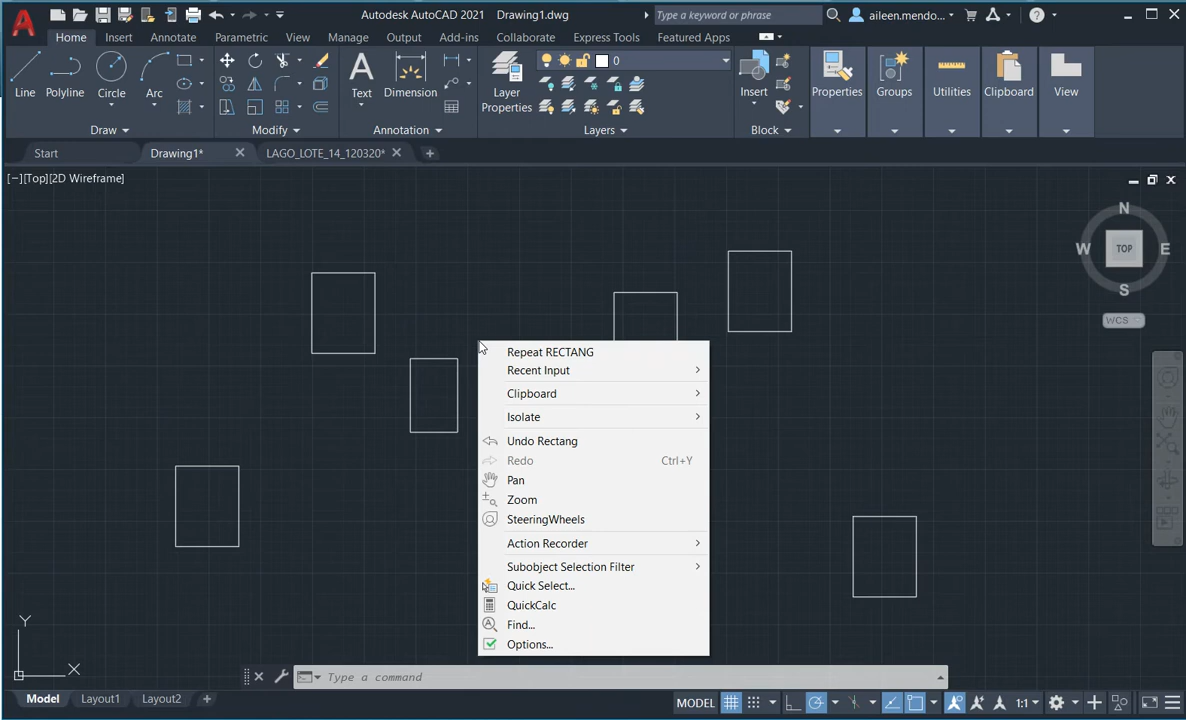 Autodesk AutoCAD 2021 Drawing1.dwg
Type a keyword or phrase
aileen.mendo...
Home Insert Annotate Parametric View Manage Output Add-ins Collaborate Express Tools Featured Apps
Line Polyline Circle Arc
Draw
Modify
Text Dimension
Annotation
Layer
Properties
0
Layers
Insert
Block
Properties
Groups
Utilities
Clipboard
View
Start
Drawing1*
LAGO_LOTE_14_120320*
[−][Top][2D Wireframe]
N
W TOP E
S
WCS
Repeat RECTANG
Recent Input
Clipboard
Isolate
Undo Rectang
Redo Ctrl+Y
Pan
Zoom
SteeringWheels
Action Recorder
Subobject Selection Filter
Quick Select...
QuickCalc
Find...
Options...
Y
X
Type a command
Model Layout1 Layout2
MODEL
1:1